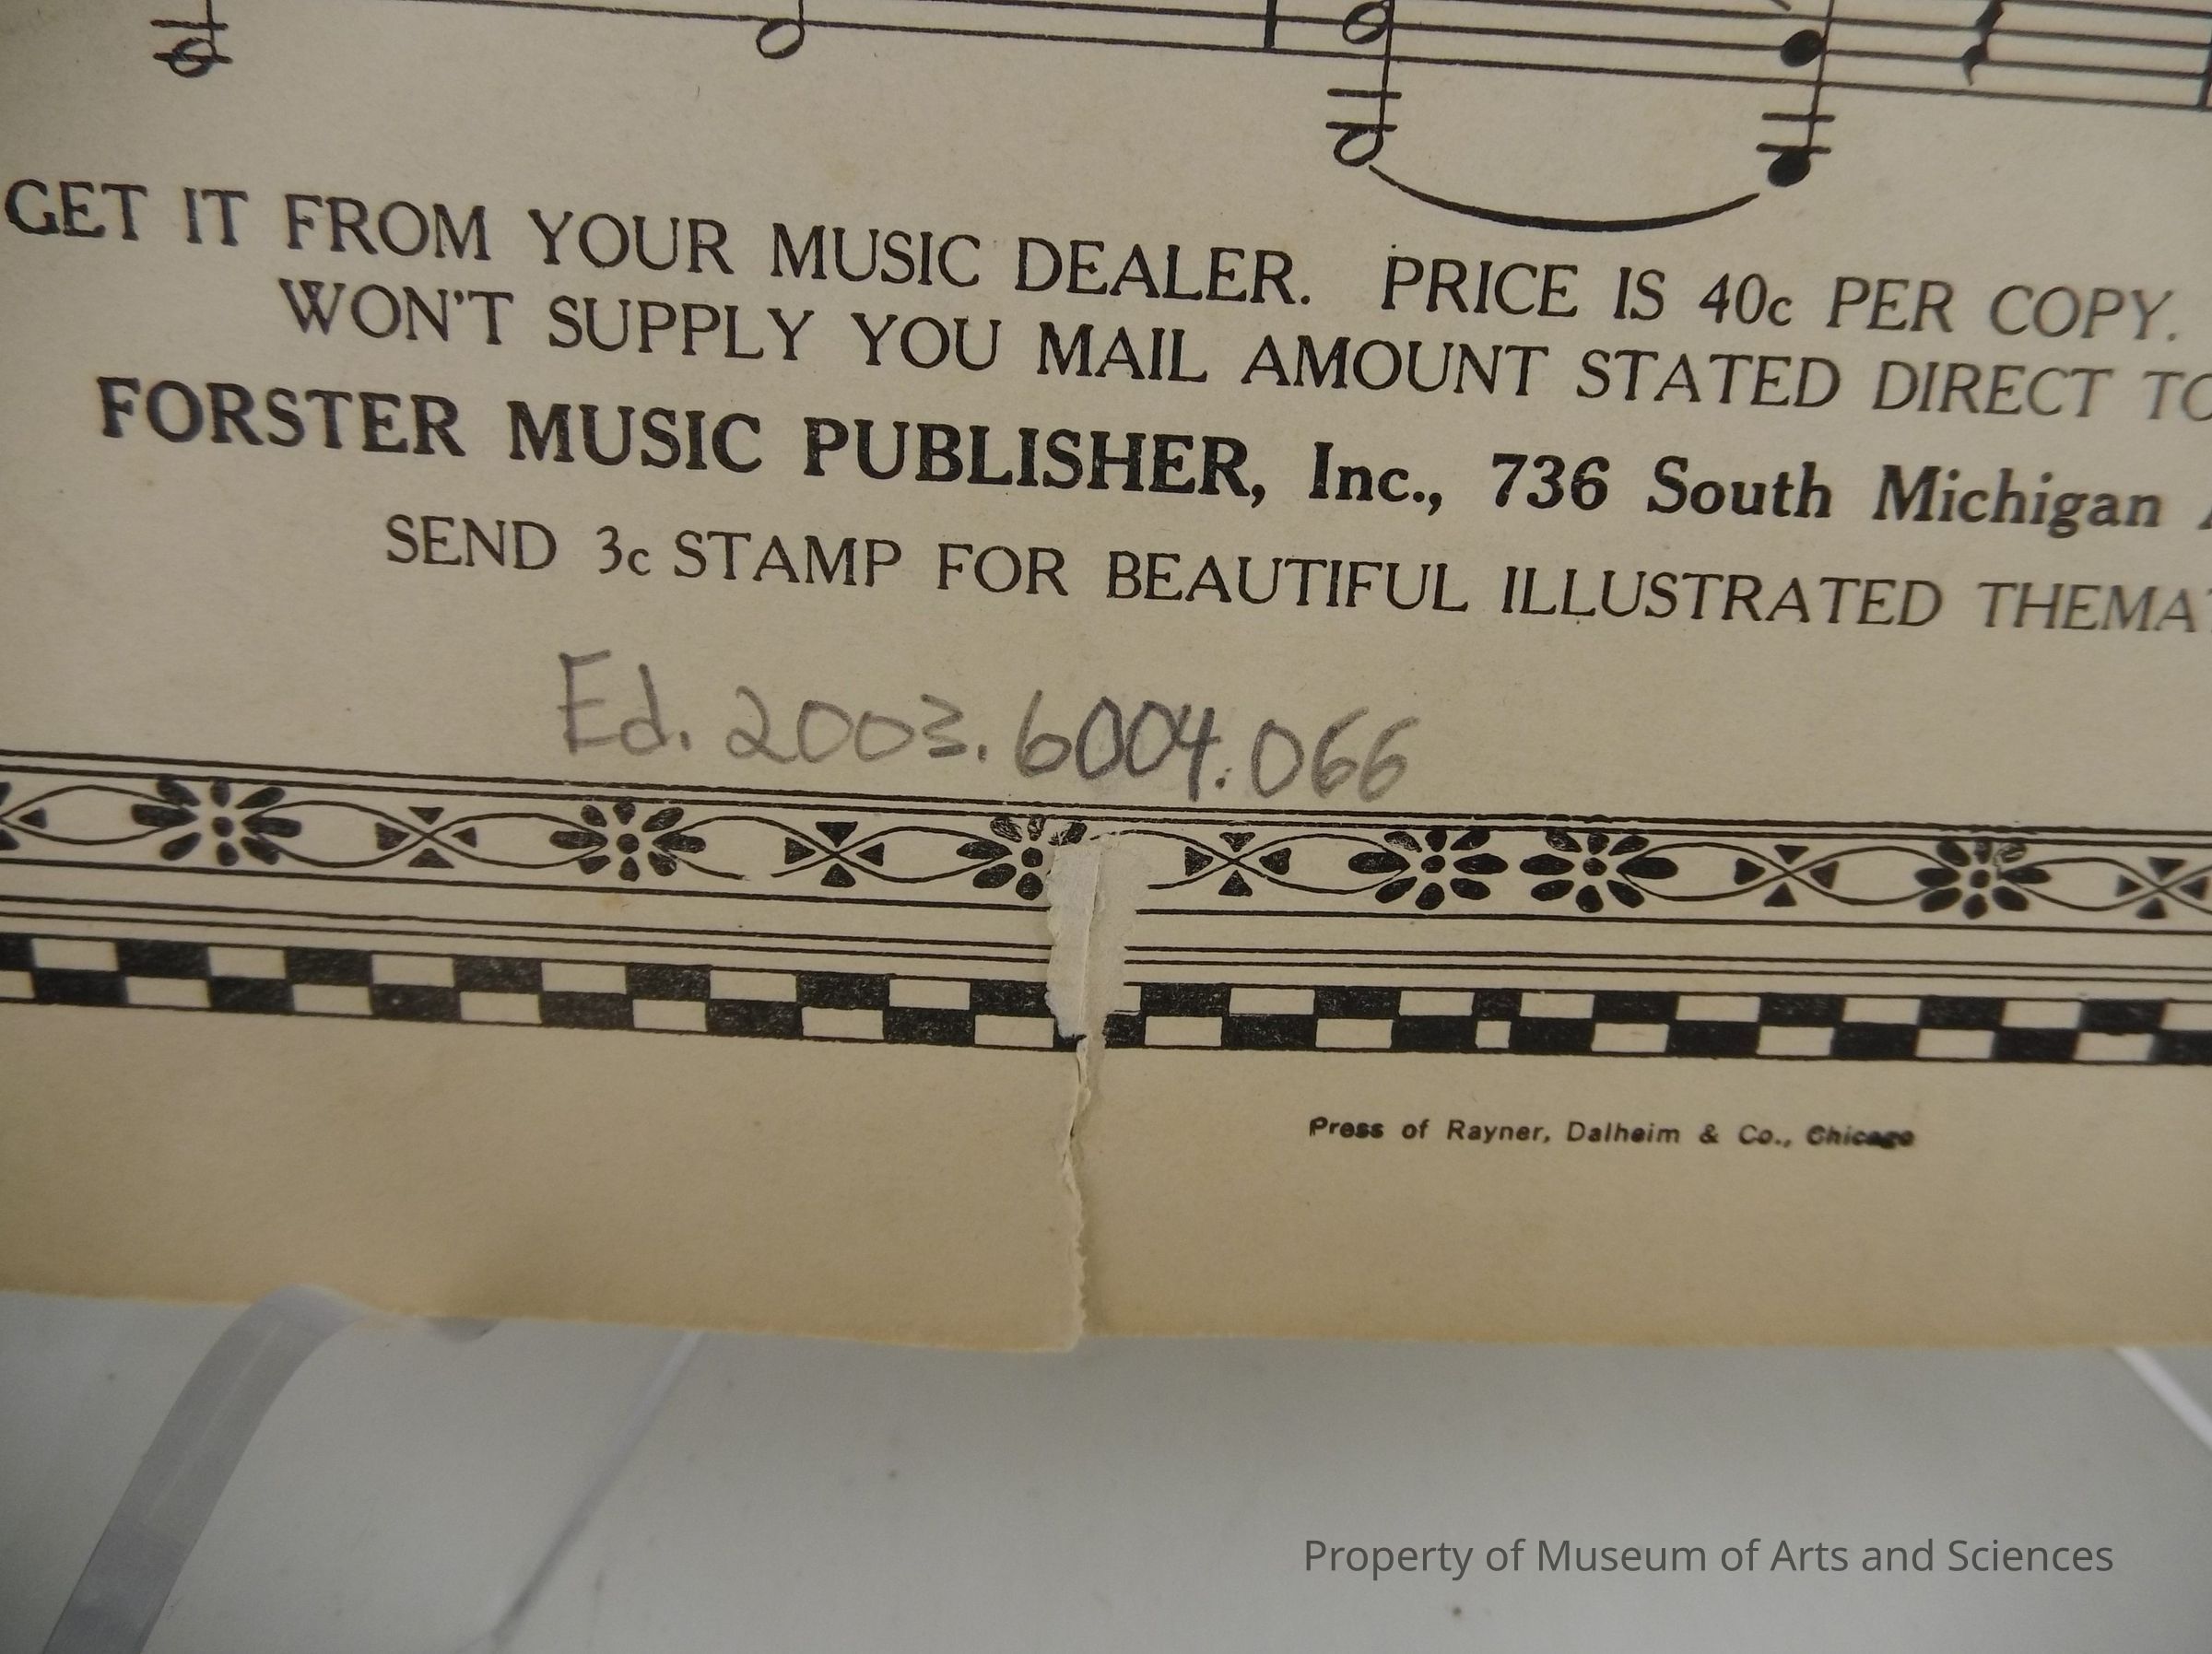 GET IT FROM YOUR MUSIC DEALER. PRICE IS 40c PER COPY.
WON'T SUPPLY YOU MAIL AMOUNT STATED DIRECT TO
FORSTER MUSIC PUBLISHER, Inc., 736 South Michigan
SEND 3c STAMP FOR BEAUTIFUL ILLUSTRATED THEMA
Ed. 2003.6004.066
Press of Rayner, Dalheim & Co., Chicago
Property of Museum of Arts and Sciences